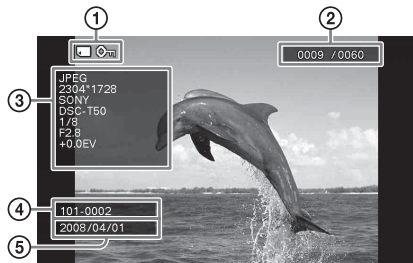 ① ②
0009 /0060
③
JPEG
2304*1728
SONY
DSC-T50
1/8
F2.8
+0.0EV
④ 101-0002
2008/04/01
⑤